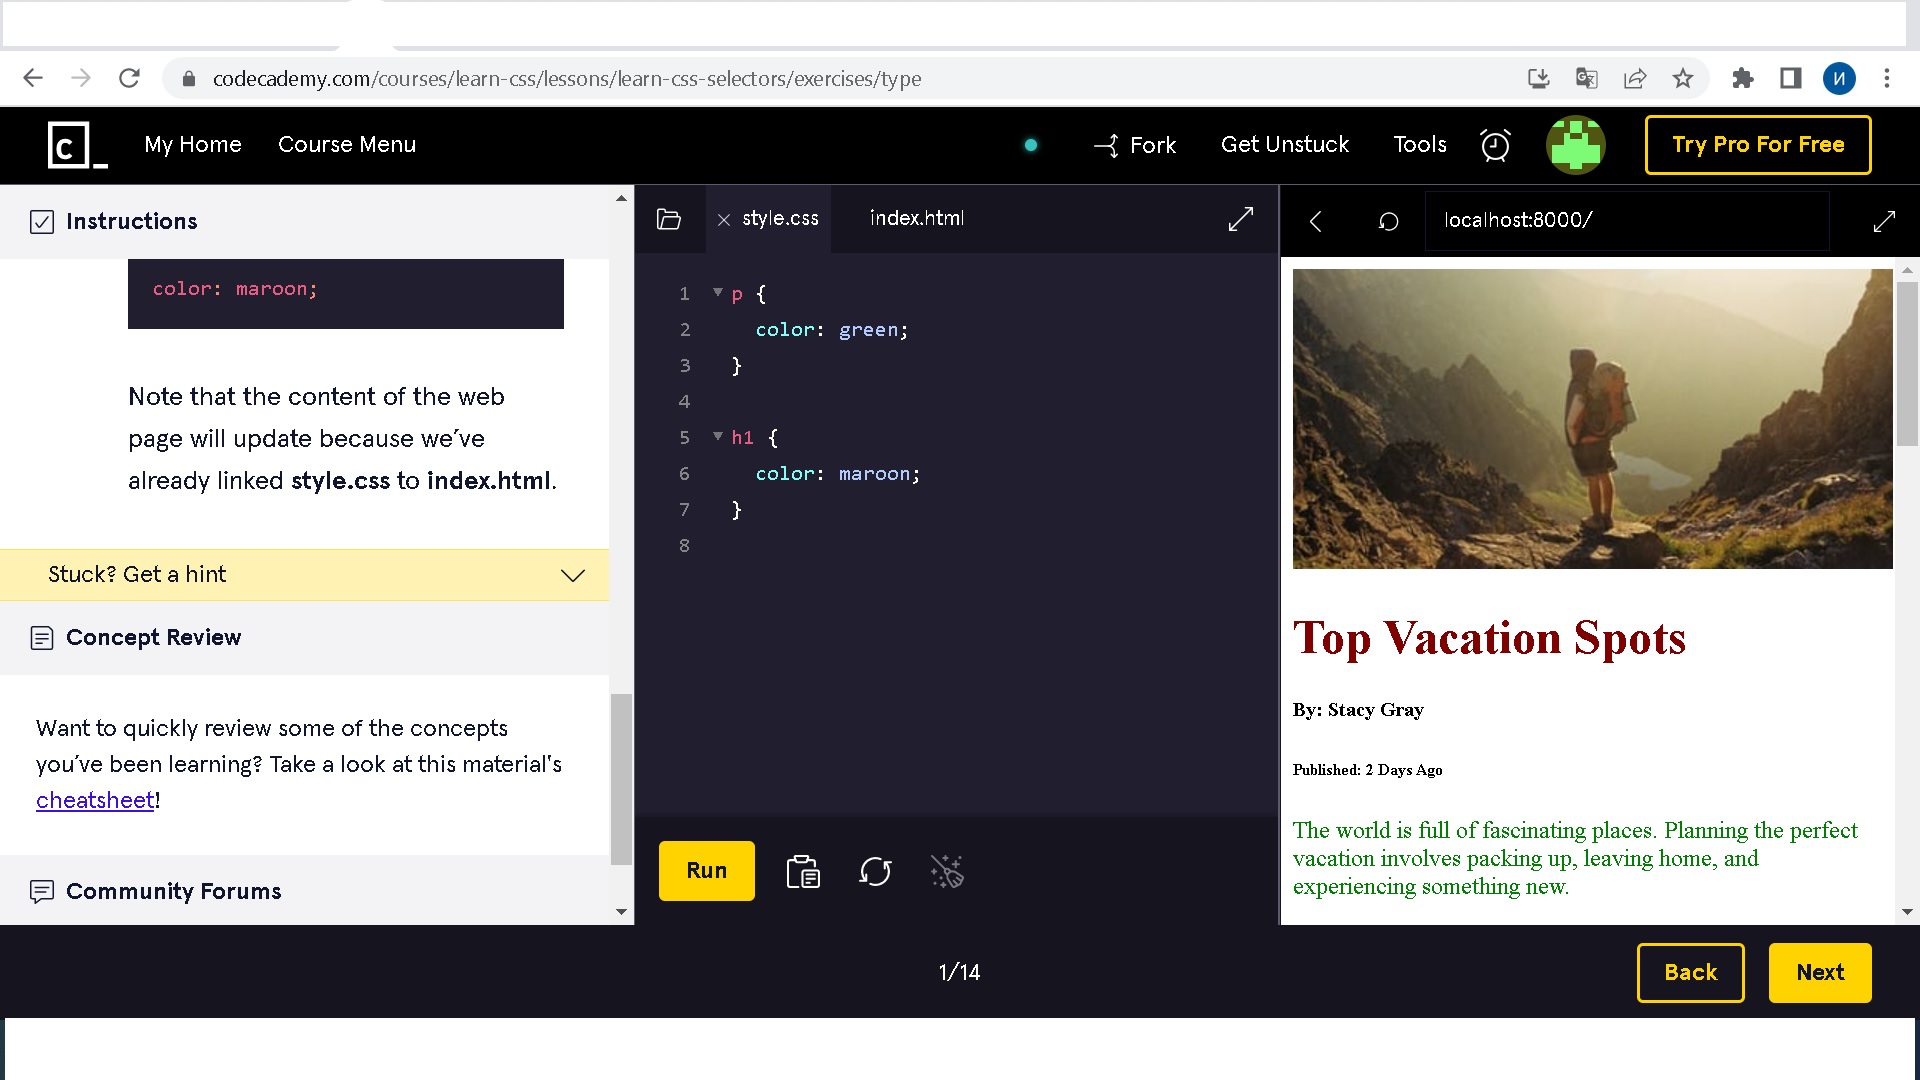 codecademy.com/courses/learn-css/lessons/learn-css-selectors/exercises/type
И
c_
My Home
Course Menu
Fork
Get Unstuck
Tools
Try Pro For Free
Instructions
color: maroon;
Note that the content of the web
page will update because we’ve
already linked style.css to index.html.
Stuck? Get a hint
Concept Review
Want to quickly review some of the concepts
you’ve been learning? Take a look at this material's
cheatsheet!
Community Forums
style.css
index.html
1 p {
2 color: green;
3 }
4
5 h1 {
6 color: maroon;
7 }
8
Run
localhost:8000/
Top Vacation Spots
By: Stacy Gray
Published: 2 Days Ago
The world is full of fascinating places. Planning the perfect
vacation involves packing up, leaving home, and
experiencing something new.
1/14
Back
Next